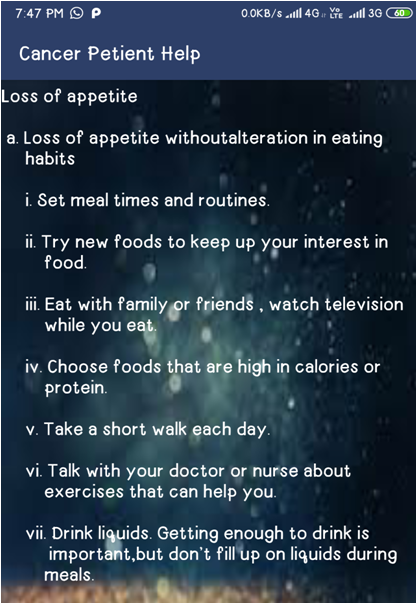 7:47 PM P 0.0KB/s 4G Vo LTE 3G 60
Cancer Petient Help
Loss of appetite
a. Loss of appetite withoutalteration in eating
habits
i. Set meal times and routines.
ii. Try new foods to keep up your interest in
food.
iii. Eat with family or friends , watch television
while you eat.
iv. Choose foods that are high in calories or
protein.
v. Take a short walk each day.
vi. Talk with your doctor or nurse about
exercises that can help you.
vii. Drink liquids. Getting enough to drink is
important,but don't fill up on liquids during
meals.